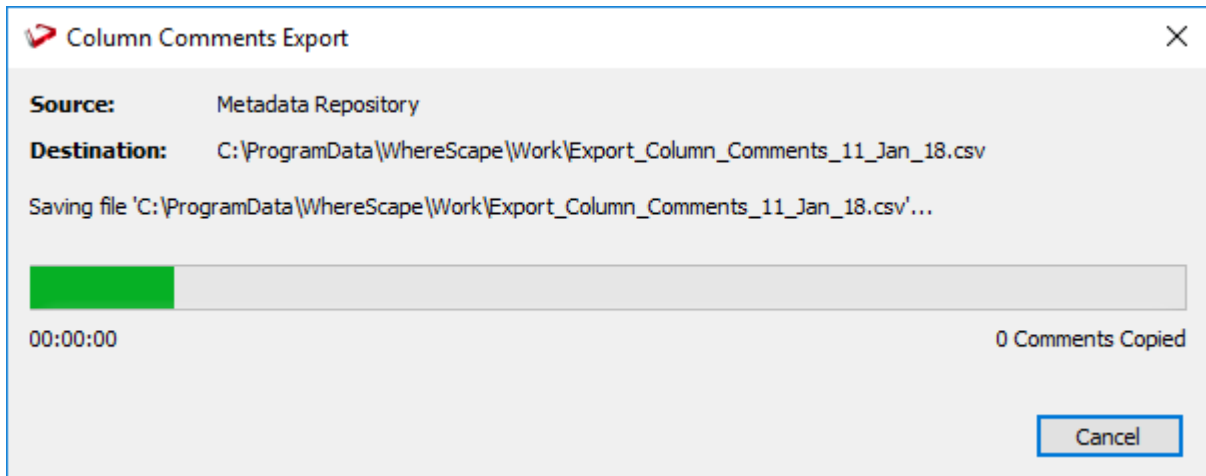 Column Comments Export
Source: Metadata Repository
Destination: C:\ProgramData\WhereScape\Work\Export_Column_Comments_11_Jan_18.csv
Saving file 'C:\ProgramData\WhereScape\Work\Export_Column_Comments_11_Jan_18.csv'...
00:00:00 0 Comments Copied
Cancel